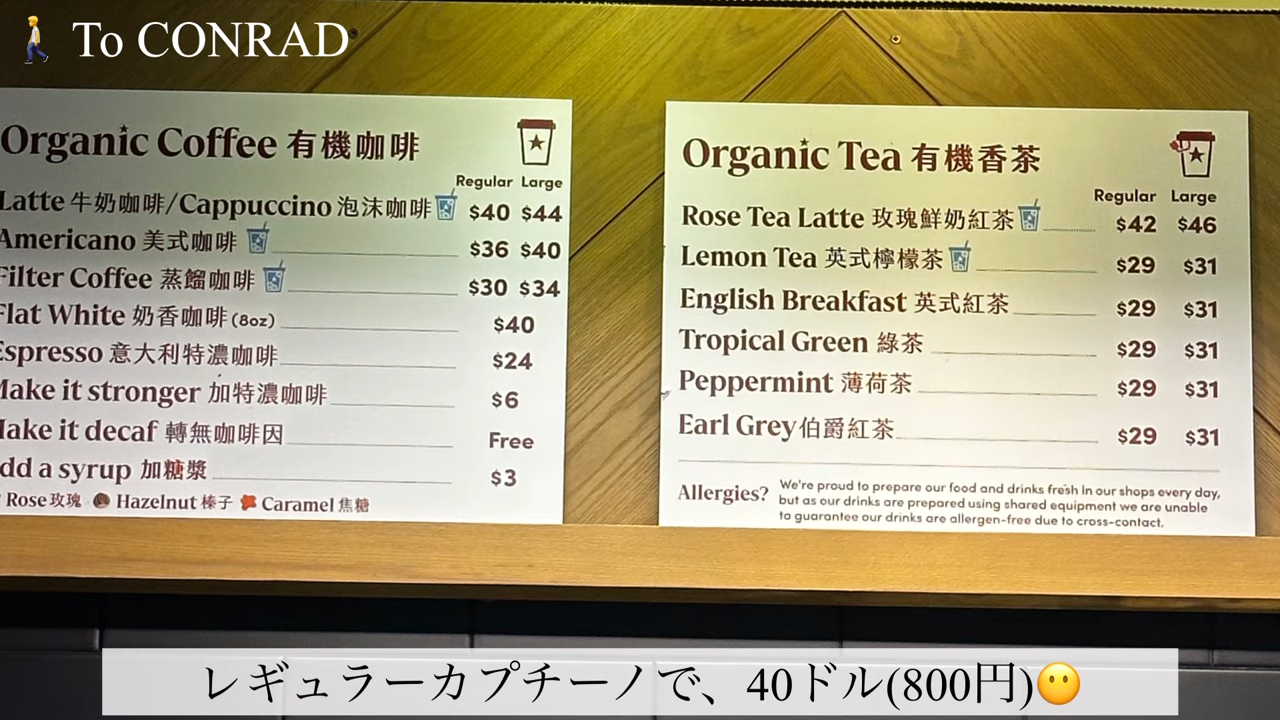 To CONRAD
Organic Coffee 有機咖啡
Regular Large
Latte 牛奶咖啡/Cappuccino 泡沫咖啡 $40 $44
Americano 美式咖啡 $36 $40
Filter Coffee 蒸餾咖啡 $30 $34
Flat White 奶香咖啡 (8oz) $40
Espresso 意大利特濃咖啡 $24
Make it stronger 加特濃咖啡 $6
Make it decaf 轉無咖啡因 Free
Add a syrup 加糖漿 $3
Rose 玫瑰 Hazelnut 榛子 Caramel 焦糖
Organic Tea 有機香茶
Regular Large
Rose Tea Latte 玫瑰鮮奶紅茶 $42 $46
Lemon Tea 英式檸檬茶 $29 $31
English Breakfast 英式紅茶 $29 $31
Tropical Green 綠茶 $29 $31
Peppermint 薄荷茶 $29 $31
Earl Grey 伯爵紅茶 $29 $31
Allergies? We're proud to prepare our food and drinks fresh in our shops every day,
but as our drinks are prepared using shared equipment we are unable
to guarantee our drinks are allergen-free due to cross-contact.
レギュラーカプチーノで、40ドル(800円)😶